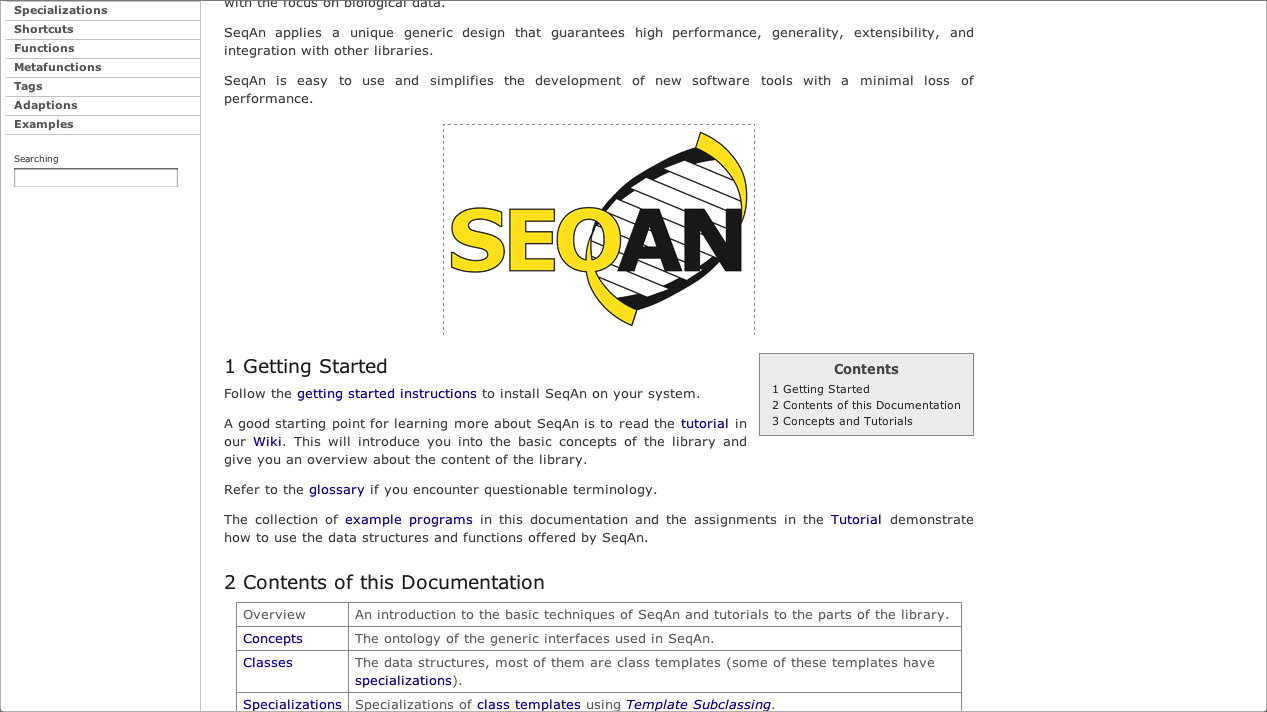 Specializations
Shortcuts
Functions
Metafunctions
Tags
Adaptions
Examples
Searching
with the focus on biological data.
SeqAn applies a unique generic design that guarantees high performance, generality, extensibility, and
integration with other libraries.
SeqAn is easy to use and simplifies the development of new software tools with a minimal loss of
performance.
SEQAN
1 Getting Started
Follow the getting started instructions to install SeqAn on your system.
A good starting point for learning more about SeqAn is to read the tutorial in
our Wiki. This will introduce you into the basic concepts of the library and
give you an overview about the content of the library.
Refer to the glossary if you encounter questionable terminology.
The collection of example programs in this documentation and the assignments in the Tutorial demonstrate
how to use the data structures and functions offered by SeqAn.
Contents
1 Getting Started
2 Contents of this Documentation
3 Concepts and Tutorials
2 Contents of this Documentation
Overview An introduction to the basic techniques of SeqAn and tutorials to the parts of the library.
Concepts The ontology of the generic interfaces used in SeqAn.
Classes The data structures, most of them are class templates (some of these templates have
specializations).
Specializations Specializations of class templates using Template Subclassing.